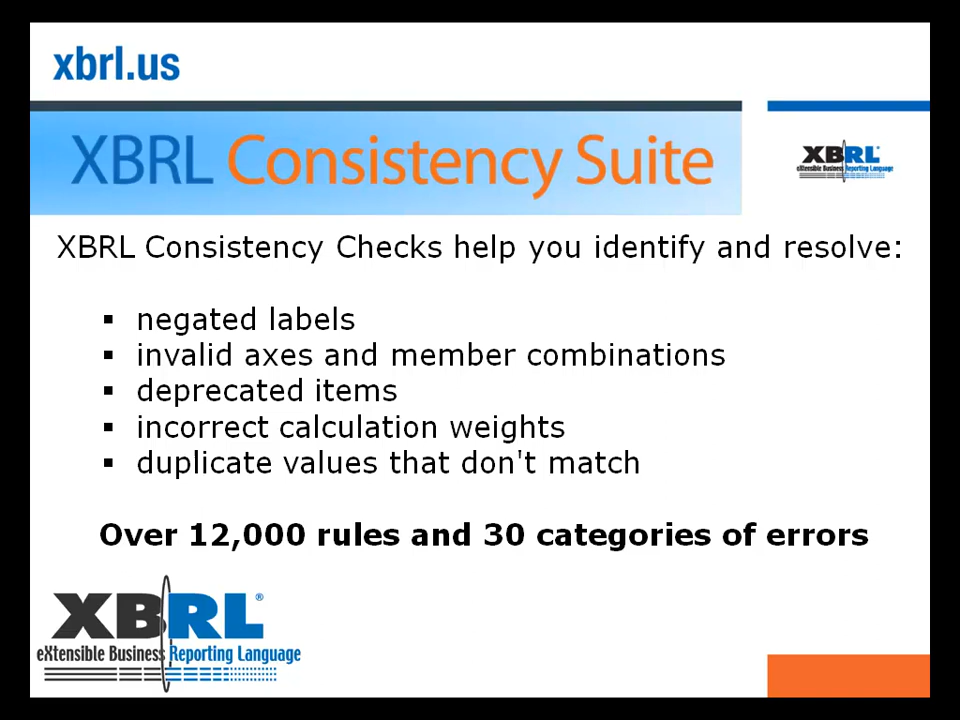 xbrl.us
XBRL Consistency Suite
XBRL®
eXtensible Business Reporting Language
XBRL Consistency Checks help you identify and resolve:
▪ negated labels
▪ invalid axes and member combinations
▪ deprecated items
▪ incorrect calculation weights
▪ duplicate values that don't match
Over 12,000 rules and 30 categories of errors
XBRL®
eXtensible Business Reporting Language